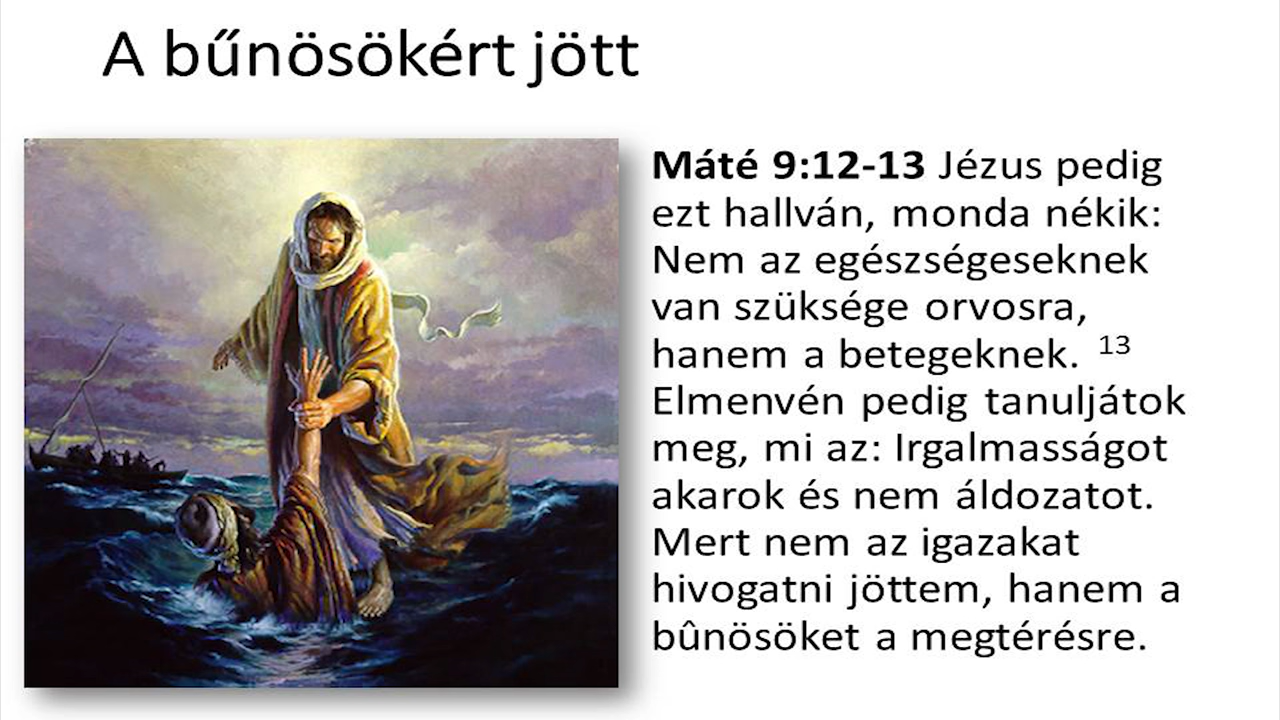 A bűnösökért jött
Máté 9:12-13 Jézus pedig
ezt hallván, monda nékik:
Nem az egészségeseknek
van szüksége orvosra,
hanem a betegeknek. 13
Elmenvén pedig tanuljátok
meg, mi az: Irgalmasságot
akarok és nem áldozatot.
Mert nem az igazakat
hivogatni jöttem, hanem a
bûnösöket a megtérésre.